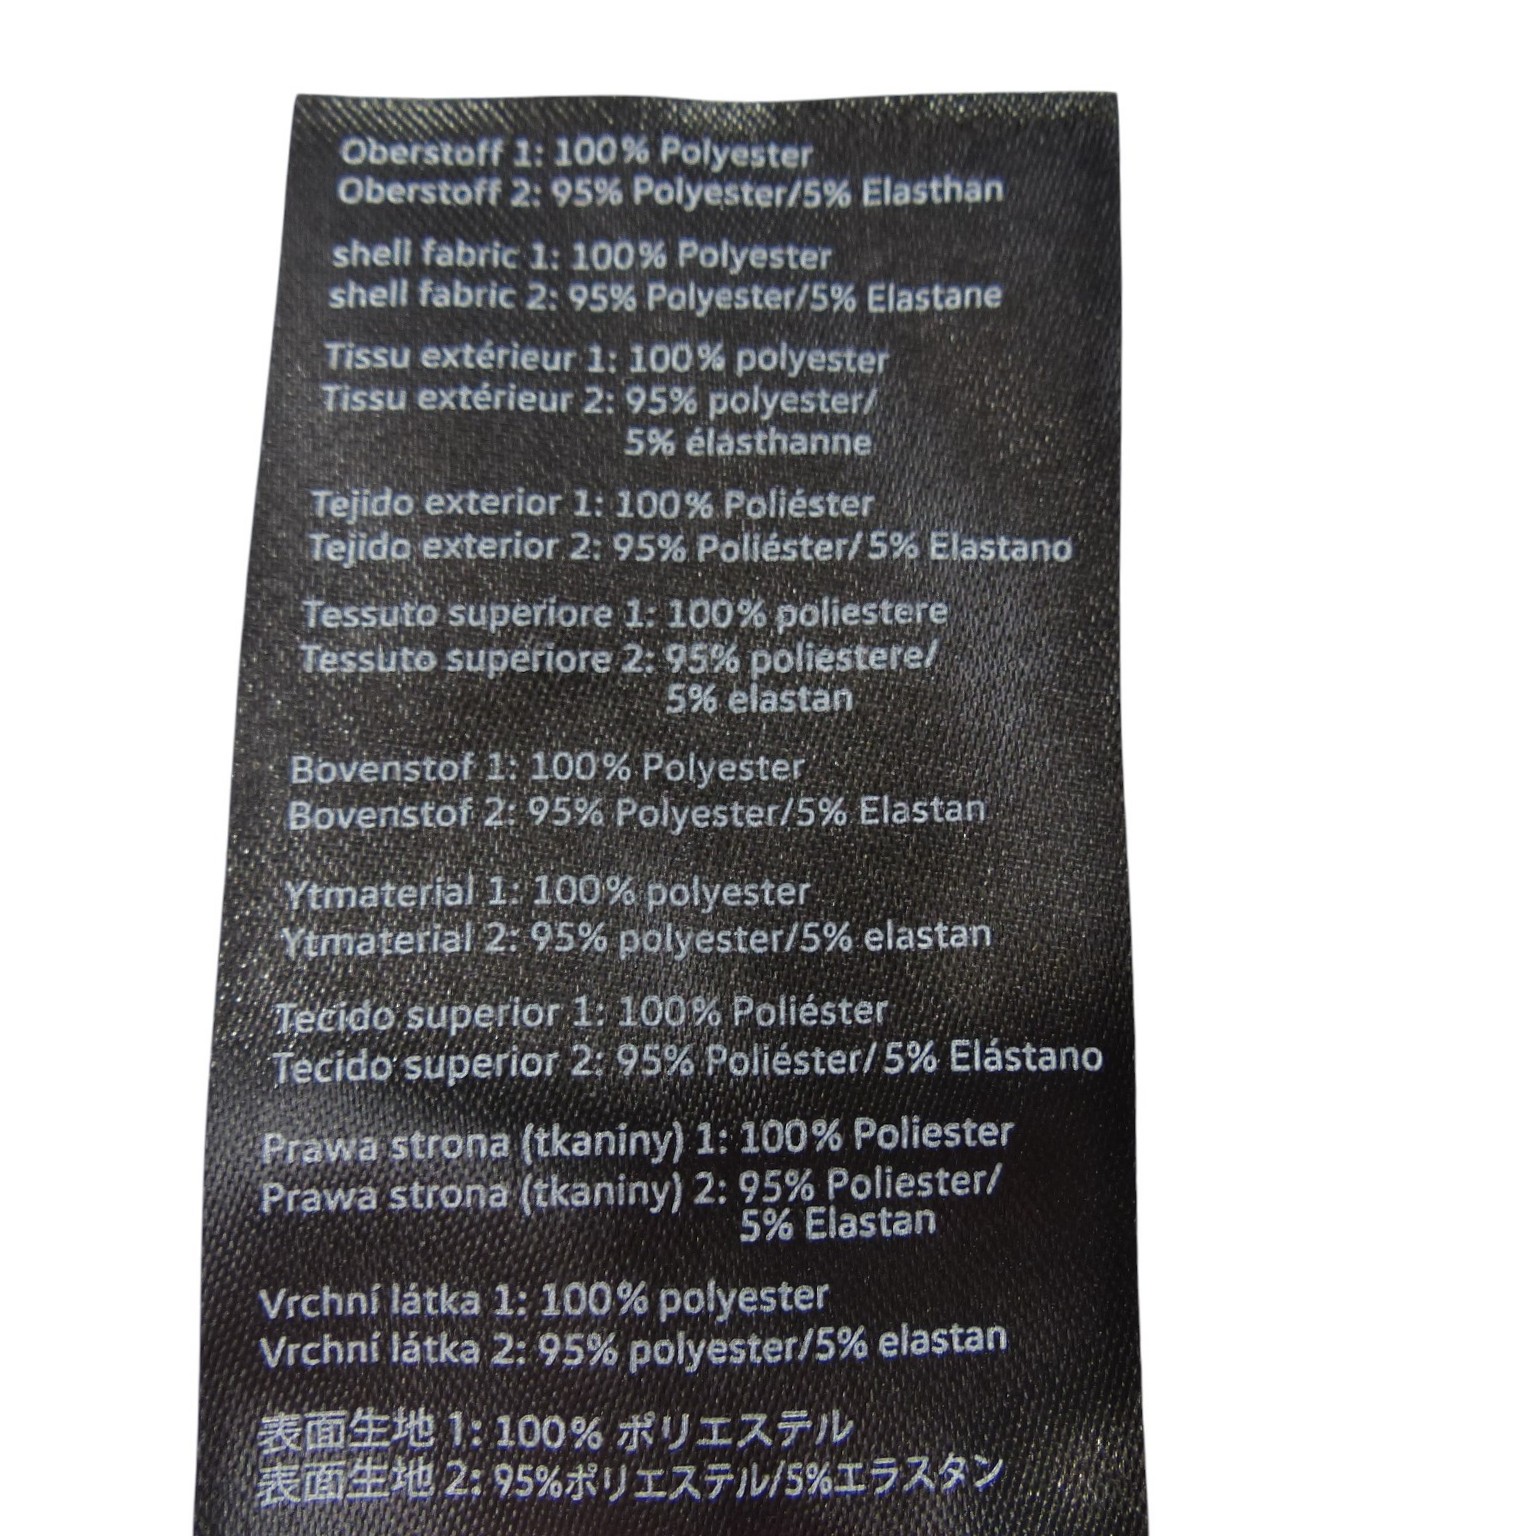 Oberstoff 1: 100% Polyester
Oberstoff 2: 95% Polyester/5% Elasthan
shell fabric 1: 100% Polyester
shell fabric 2: 95% Polyester/5% Elastane
Tissu extérieur 1: 100% polyester
Tissu extérieur 2: 95% polyester/
5% élasthanne
Tejido exterior 1: 100% Poliéster
Tejido exterior 2: 95% Poliéster/5% Elastano
Tessuto superiore 1: 100% poliestere
Tessuto superiore 2: 95% poliestere/
5% elastan
Bovenstof 1: 100% Polyester
Bovenstof 2: 95% Polyester/5% Elastan
Ytmaterial 1: 100% polyester
Ytmaterial 2: 95% polyester/5% elastan
Tecido superior 1: 100% Poliéster
Tecido superior 2: 95% Poliéster/5% Elástano
Prawa strona (tkaniny) 1: 100% Poliester
Prawa strona (tkaniny) 2: 95% Poliester/
5% Elastan
Vrchní látka 1: 100% polyester
Vrchní látka 2: 95% polyester/5% elastan
表面生地 1: 100% ポリエステル
表面生地 2: 95%ポリエステル/5%エラスタン